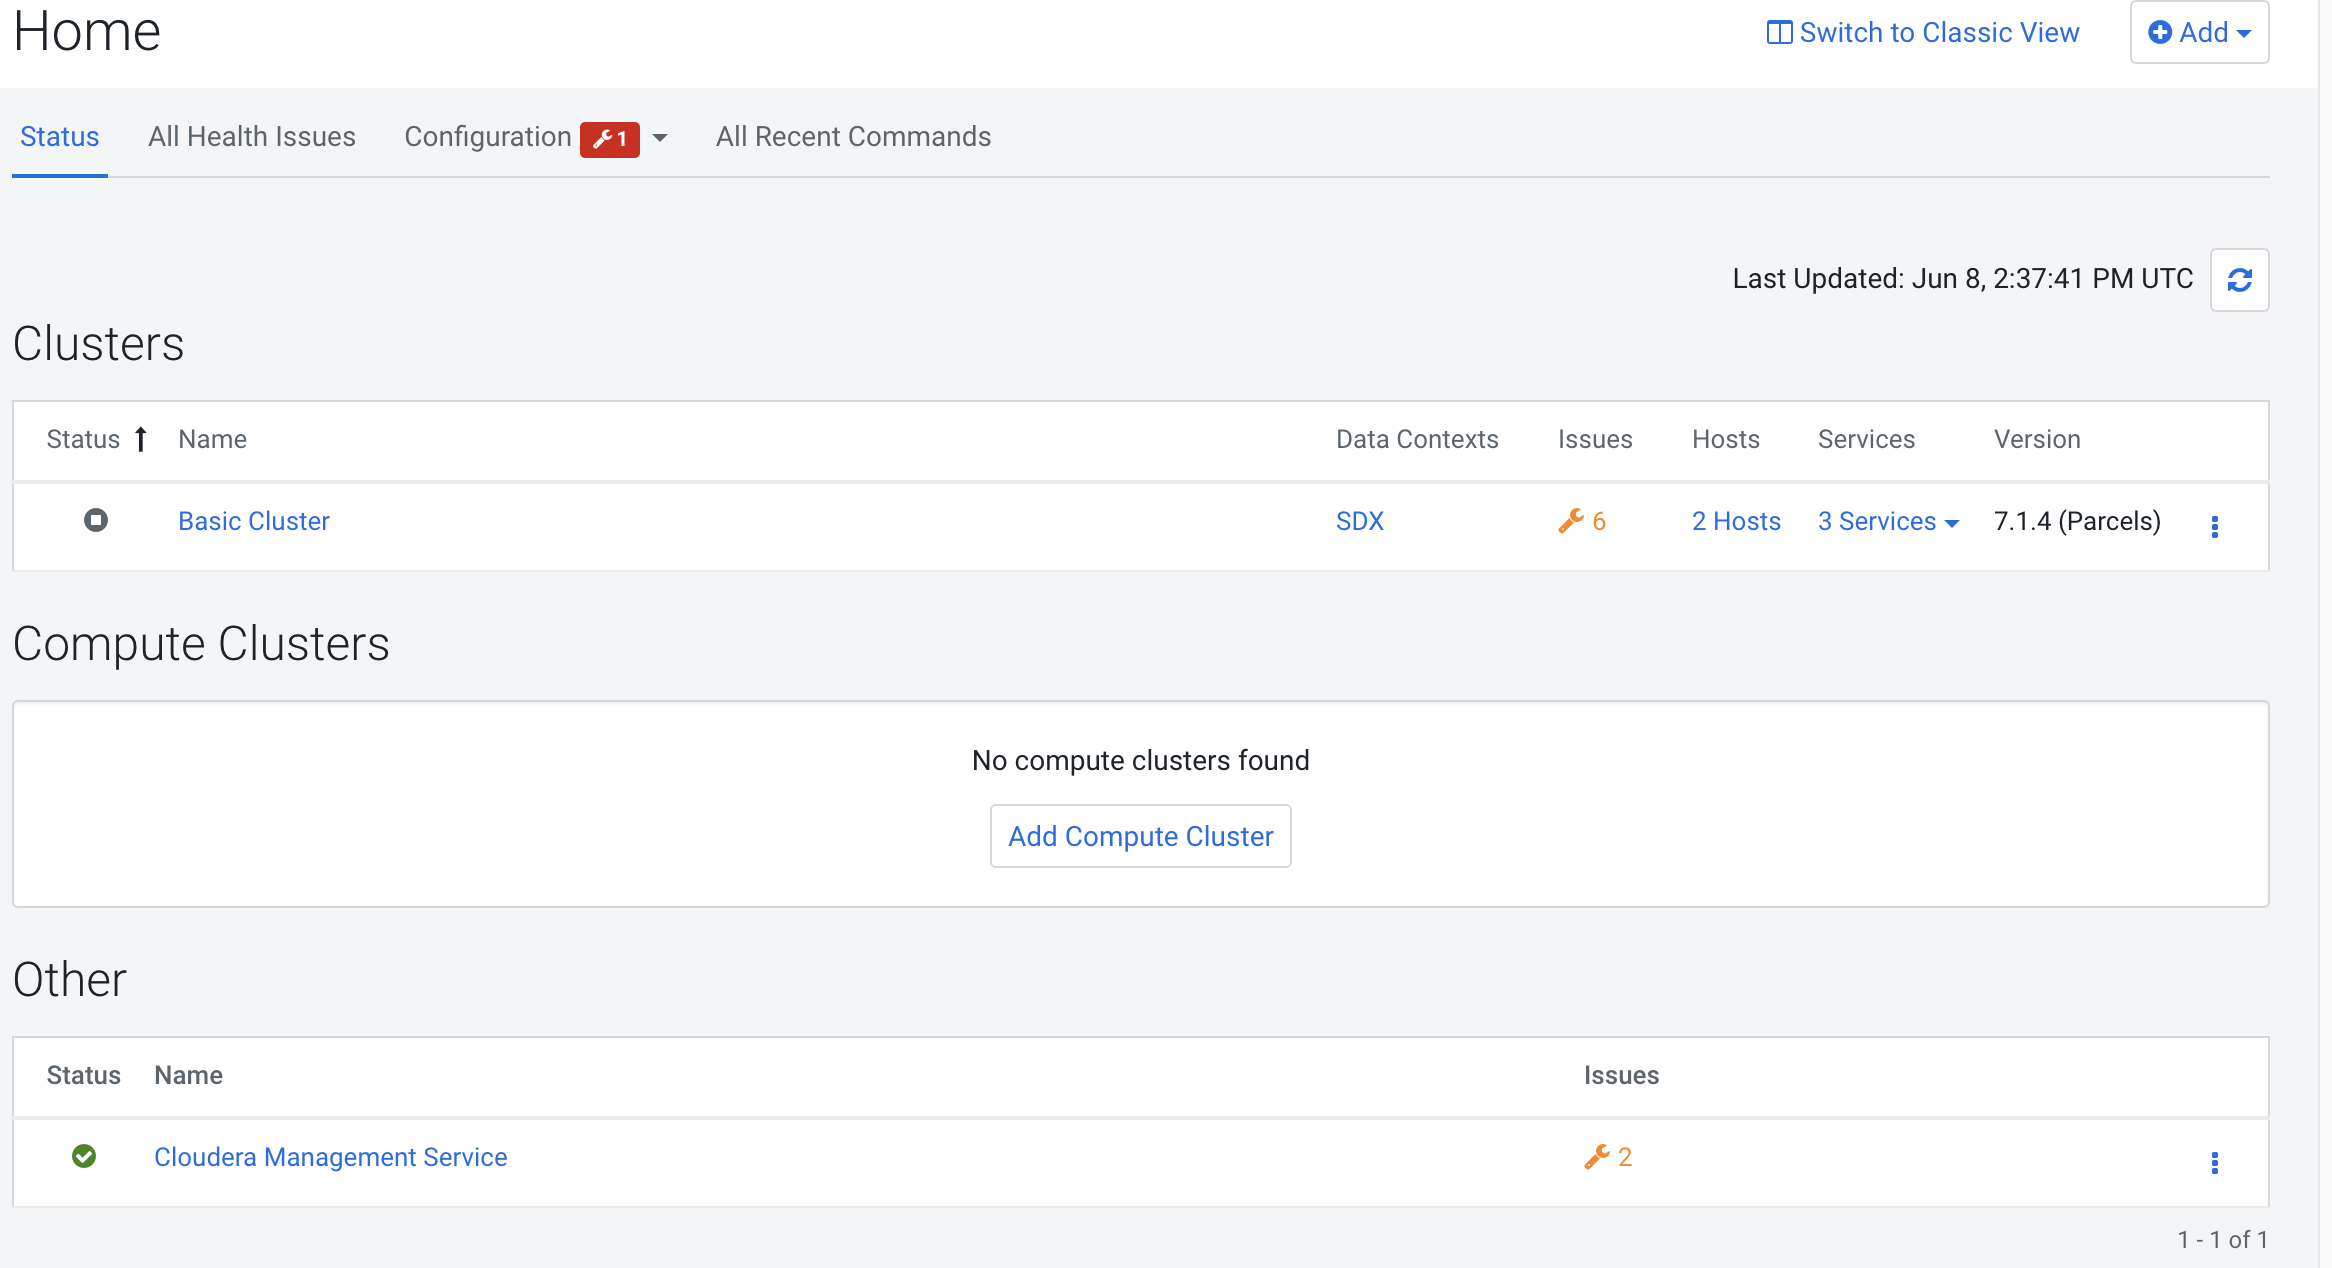 Home
Switch to Classic View
Add
Status All Health Issues Configuration 1 All Recent Commands
Last Updated: Jun 8, 2:37:41 PM UTC
Clusters
Status Name Data Contexts Issues Hosts Services Version
Basic Cluster SDX 6 2 Hosts 3 Services 7.1.4 (Parcels)
Compute Clusters
No compute clusters found
Add Compute Cluster
Other
Status Name Issues
Cloudera Management Service 2
1 - 1 of 1